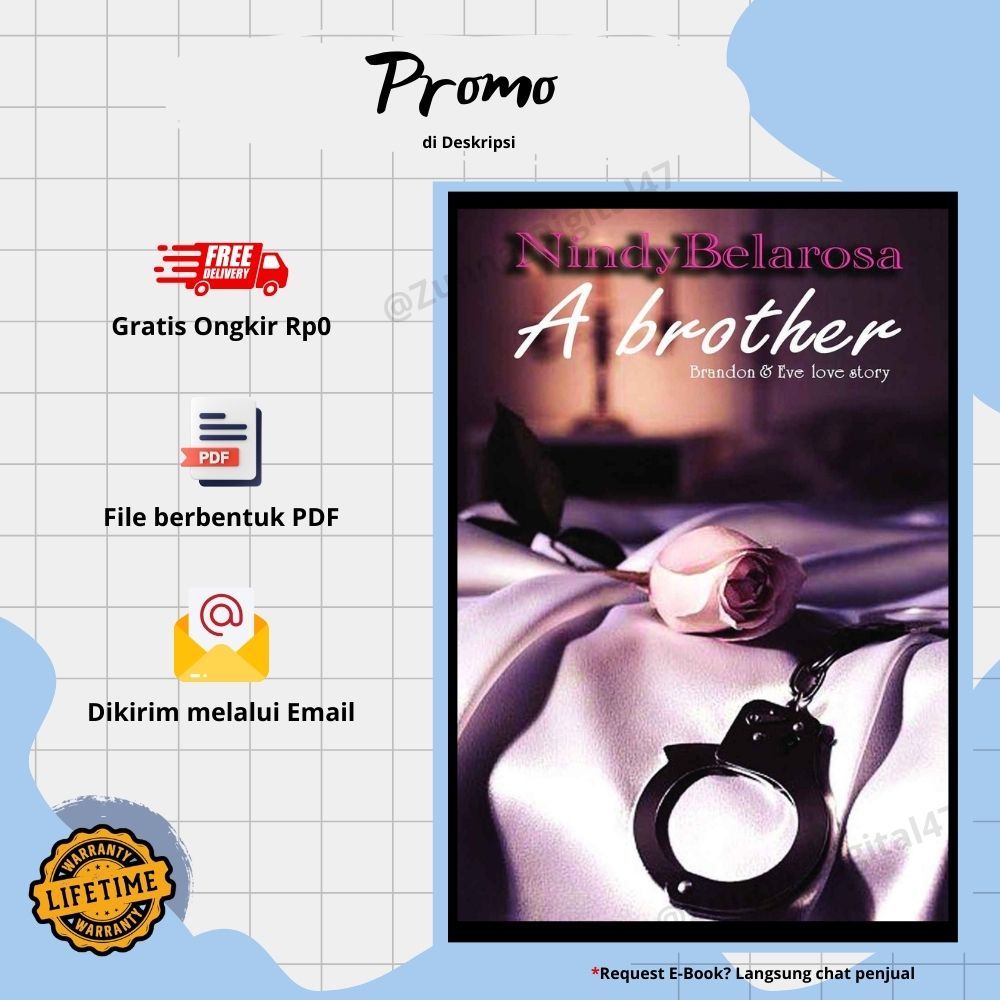 Promo
di Deskripsi
FREE
DELIVERY
Gratis Ongkir Rp0
PDF
File berbentuk PDF
@
Dikirim melalui Email
WARRANTY
LIFETIME
WARRANTY
NindyBelarosa
A brother
Brandon & Eve love story
*Request E-Book? Langsung chat penjual